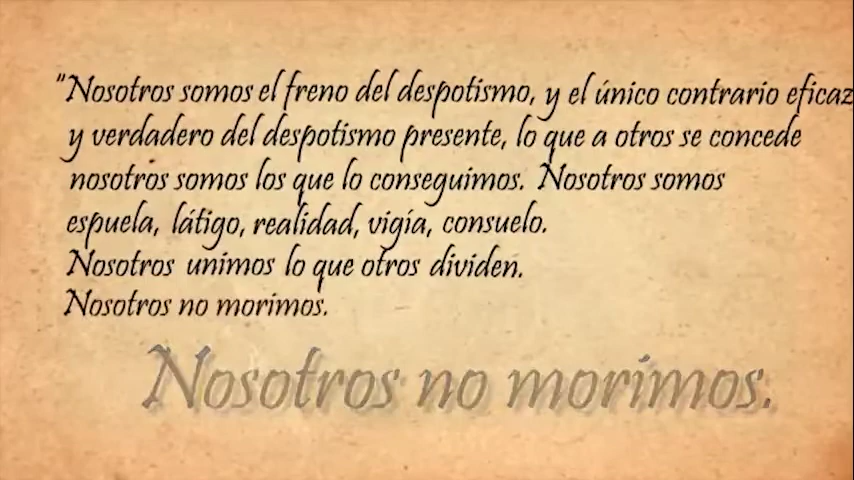 "Nosotros somos el freno del despotismo, y el único contrario eficaz
y verdadero del despotismo presente, lo que a otros se concede
nosotros somos los que lo conseguimos. Nosotros somos
espuela, látigo, realidad, vigía, consuelo.
Nosotros unimos lo que otros dividen.
Nosotros no morimos.
Nosotros no morimos.